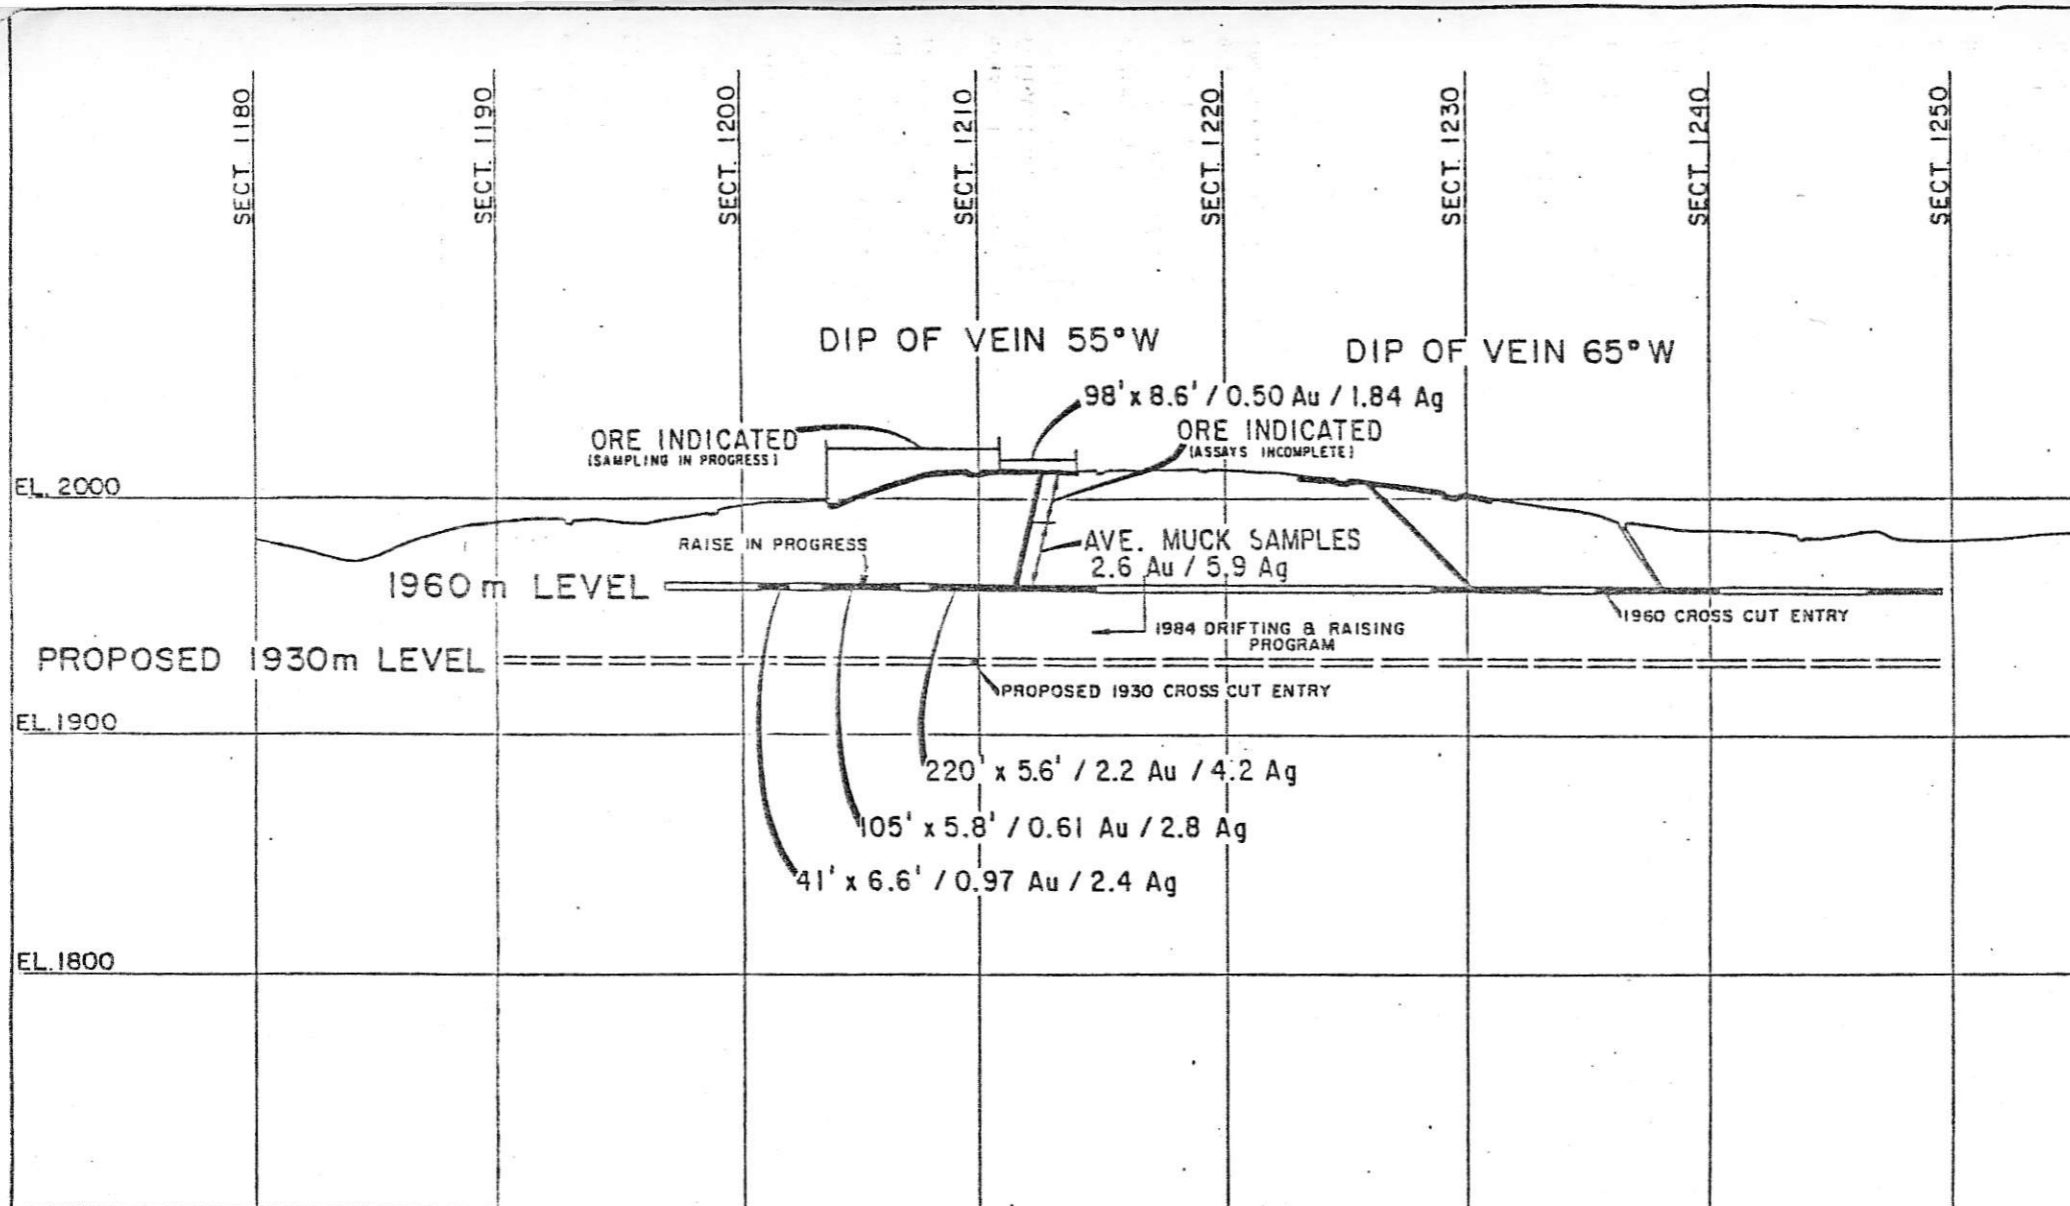 SECT. 1180
SECT. 1190
SECT. 1200
SECT. 1210
SECT. 1220
SECT. 1230
SECT. 1240
SECT. 1250
DIP OF VEIN 55°W
DIP OF VEIN 65°W
98' x 8.6' / 0.50 Au / 1.84 Ag
ORE INDICATED
(SAMPLING IN PROGRESS)
ORE INDICATED
(ASSAYS INCOMPLETE)
EL. 2000
RAISE IN PROGRESS
AVE. MUCK SAMPLES
2.6 Au / 5.9 Ag
1960 m LEVEL
1960 CROSS CUT ENTRY
1984 DRIFTING & RAISING
PROGRAM
PROPOSED 1930m LEVEL
PROPOSED 1930 CROSS CUT ENTRY
EL. 1900
220' x 5.6' / 2.2 Au / 4.2 Ag
105' x 5.8' / 0.61 Au / 2.8 Ag
41' x 6.6' / 0.97 Au / 2.4 Ag
EL. 1800